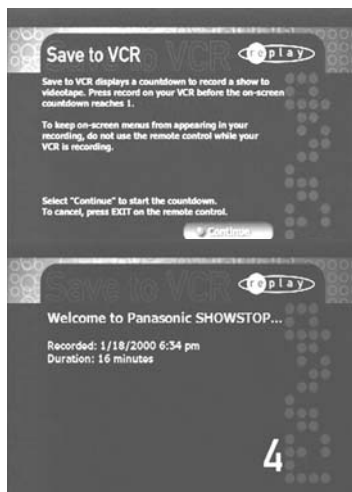 Save to VCR
replay
Save to VCR displays a countdown to record a show to
videotape. Press record on your VCR before the on-screen
countdown reaches 1.
To keep on-screen menus from appearing in your
recording, do not use the remote control while your
VCR is recording.
Select "Continue" to start the countdown.
To cancel, press EXIT on the remote control.
Continue
Save to VCR
replay
Welcome to Panasonic SHOWSTOP...
Recorded: 1/18/2000 6:34 pm
Duration: 16 minutes
4